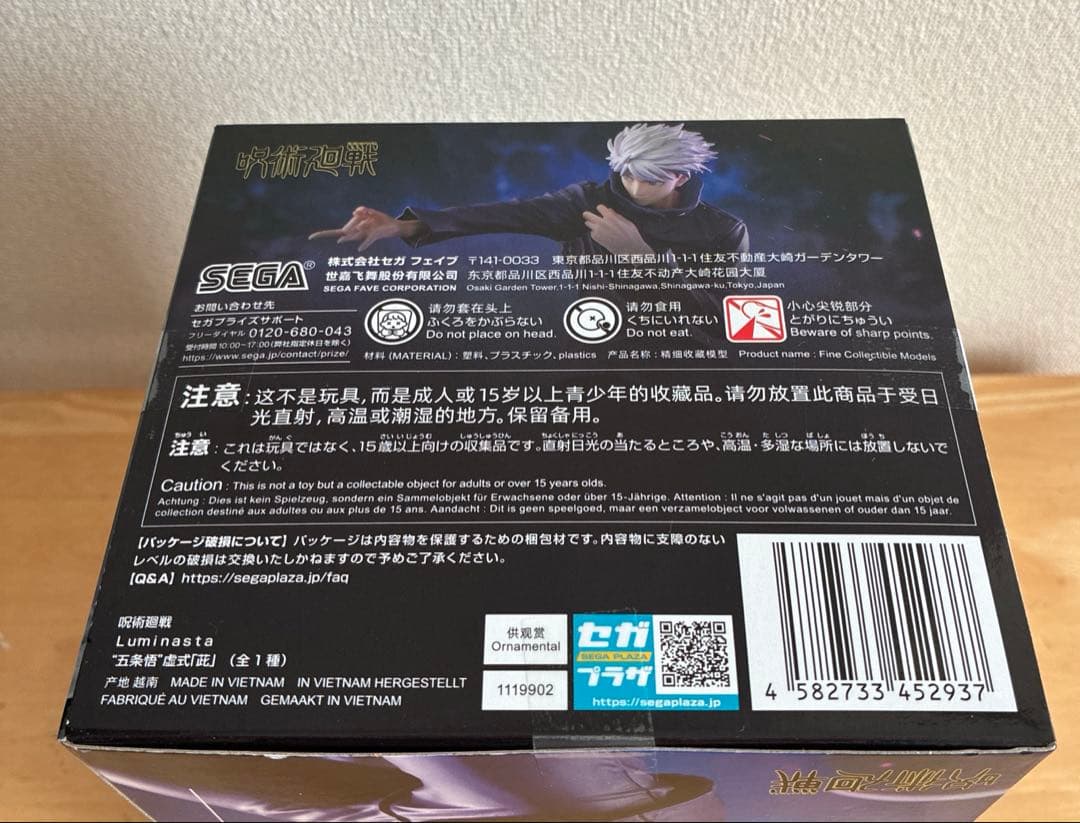 呪術廻戦
SEGA®
株式会社セガ フェイブ 〒141-0033 東京都品川区西品川1-1-1住友不動産大崎ガーデンタワー
世嘉飞舞股份有限公司 东京都品川区西品川1-1-1住友不动产大崎花园大厦
SEGA FAVE CORPORATION Osaki Garden Tower,1-1-1 Nishi-Shinagawa,Shinagawa-ku,Tokyo,Japan
お問い合わせ先
セガプライズサポート
フリーダイヤル 0120-680-043
受付時間10:00~17:00(弊社指定休日を除く)
https://www.sega.jp/contact/prize/
请勿套在头上
ふくろをかぶらない
Do not place on head.
请勿食用
くちにいれない
Do not eat.
小心尖锐部分
とがりにちゅうい
Beware of sharp points.
材料 (MATERIAL) : 塑料, プラスチック, plastics 产品名称 : 精细收藏模型 Product name : Fine Collectible Models
注意 : 这不是玩具, 而是成人或15岁以上青少年的收藏品。请勿放置此商品于受日
光直射, 高温或潮湿的地方。保留备用。
注意 : これは玩具ではなく、15歳以上向けの収集品です。直射日光の当たるところや、高温・多湿な場所には放置しないで
ください。
Caution : This is not a toy but a collectable object for adults or over 15 years olds.
Achtung : Dies ist kein Spielzeug, sondern ein Sammelobjekt für Erwachsene oder über 15-Jährige. Attention : Il ne s'agit pas d'un jouet mais d'un objet de
collection destiné aux adultes ou aux plus de 15 ans. Aandacht : Dit is geen speelgoed, maar een verzamelobject voor volwassenen of ouder dan 15 jaar.
【パッケージ破損について】パッケージは内容物を保護するための梱包材です。内容物に支障のない
レベルの破損は交換いたしかねますので予めご了承ください。
【Q&A】https://segaplaza.jp/faq
呪術廻戦
Luminasta
"五条悟"虚式「茈」 (全1種)
产地 越南 MADE IN VIETNAM IN VIETNAM HERGESTELLT
FABRIQUÉ AU VIETNAM GEMAAKT IN VIETNAM
供观赏
Ornamental
1119902
セガ
SEGA PLAZA
プラザ
https://segaplaza.jp
4 582733 452937
呪術廻戦